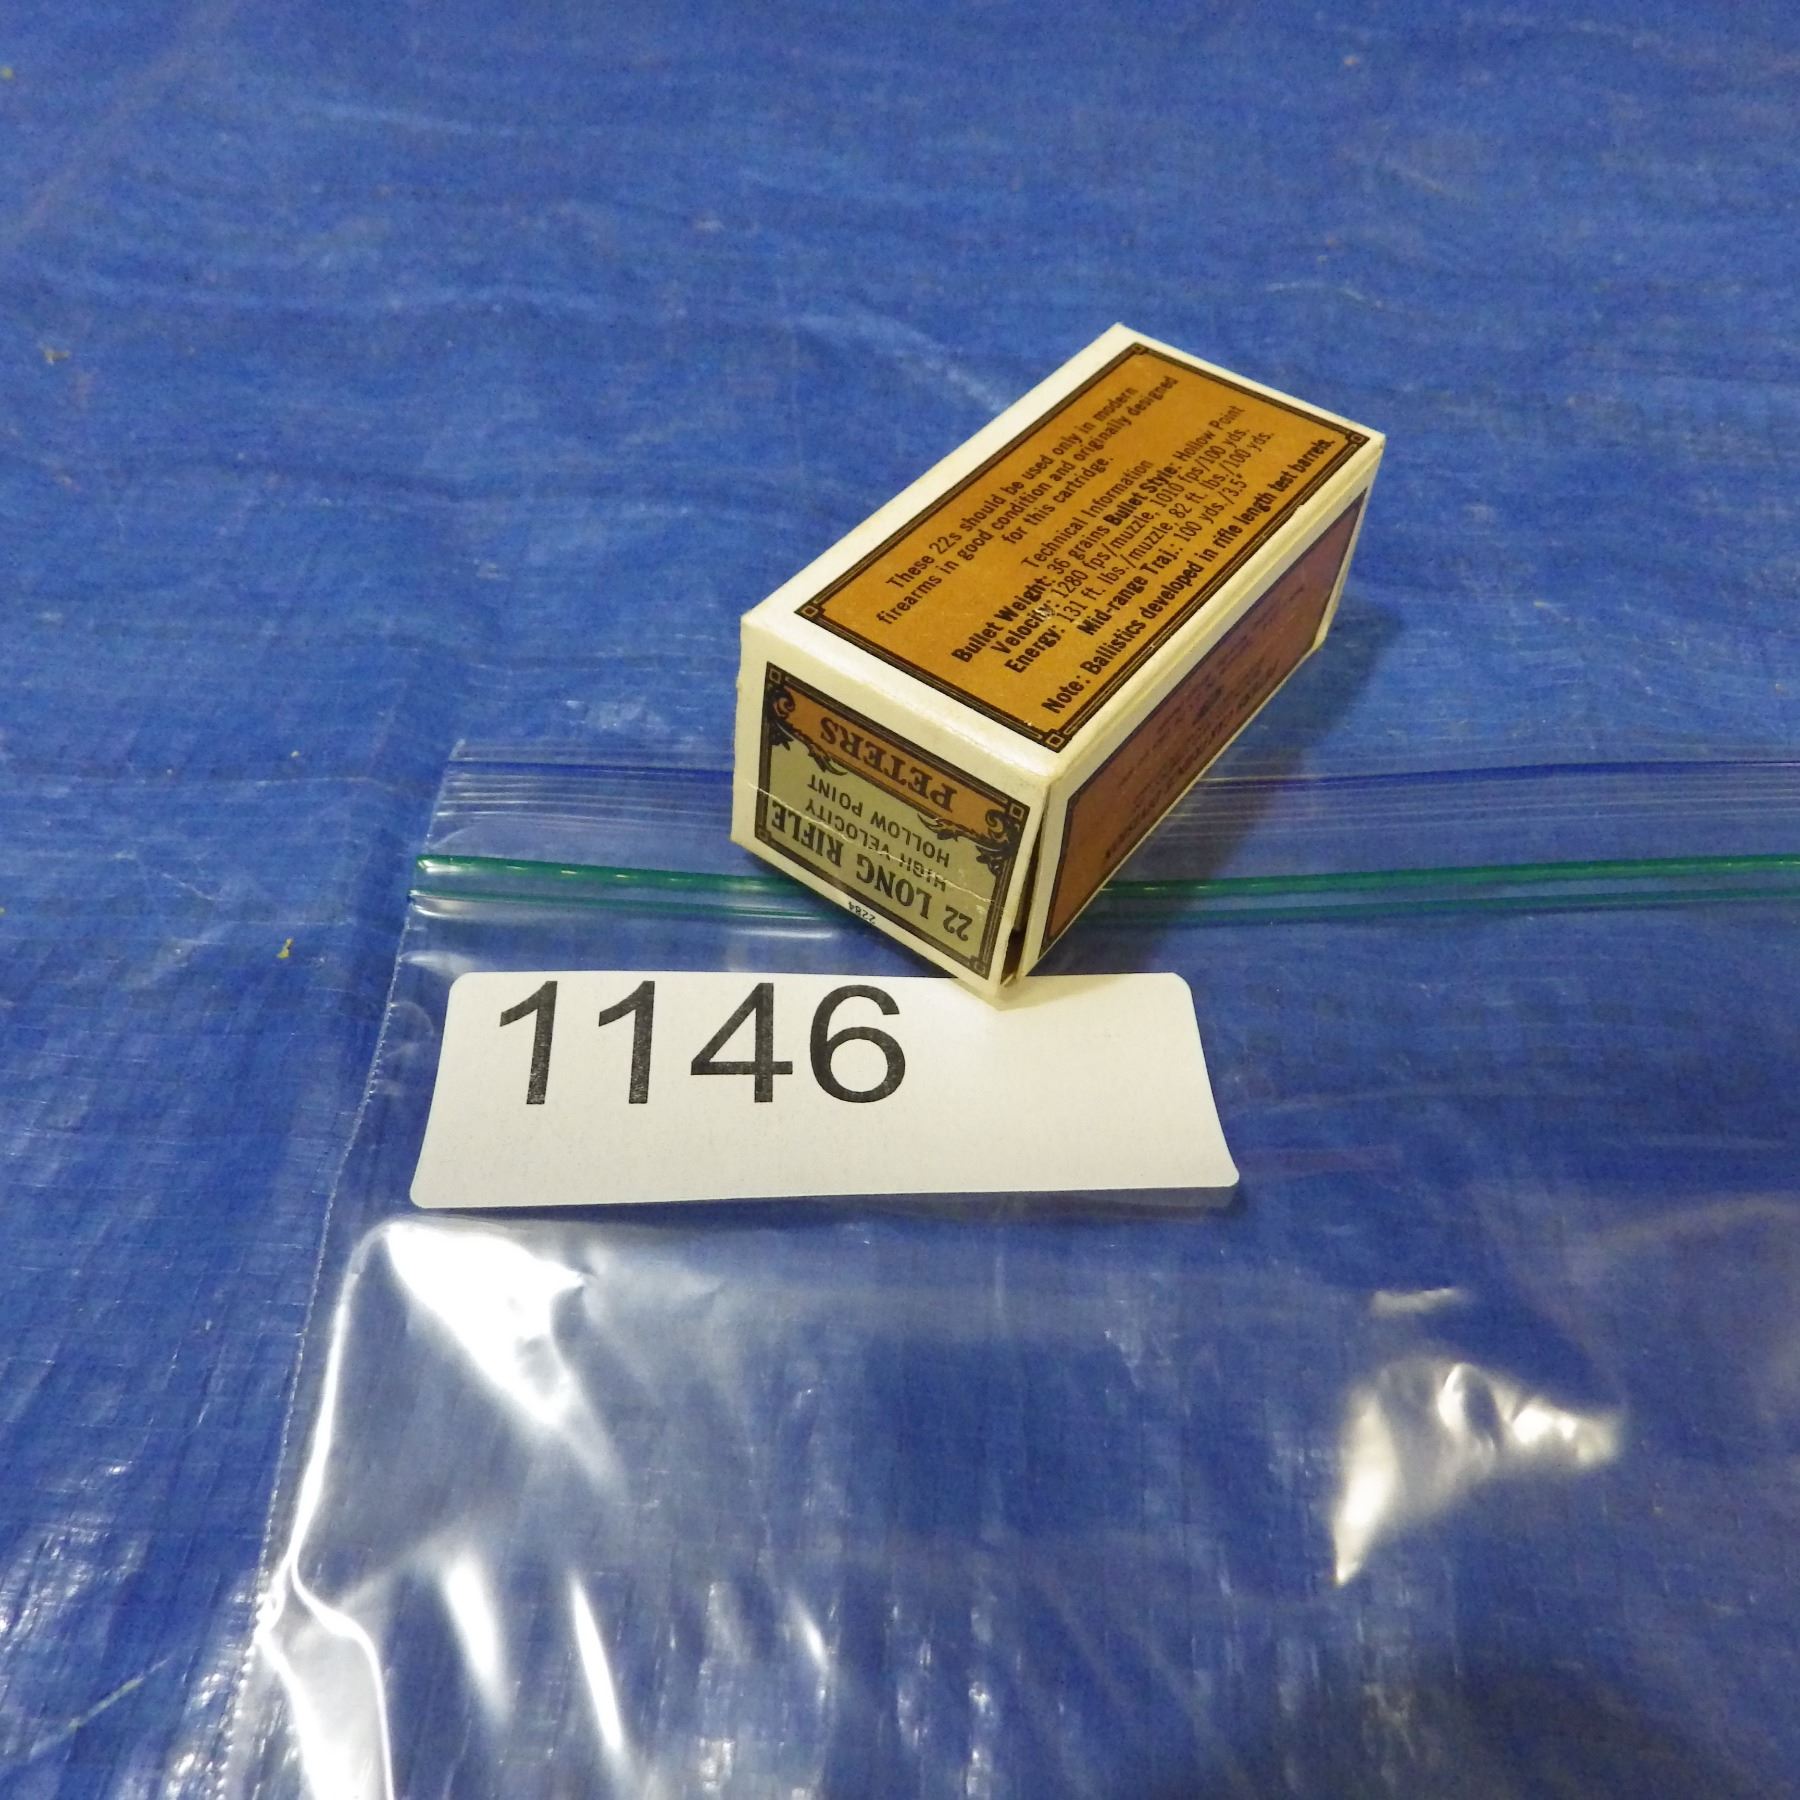 These 22s should be used only in modern
firearms in good condition and originally designed
for this cartridge.
Technical Information
Bullet Weight: 36 grains Bullet Style: Hollow Point
Velocity: 1280 fps/muzzle, 1010 fps/100 yds.
Energy: 131 ft. lbs./muzzle, 82 ft. lbs./100 yds.
Mid-range Traj.: 100 yds./3.5"
Note: Ballistics developed in rifle length test barrels.
22 LONG RIFLE
HIGH VELOCITY
HOLLOW POINT
PETERS
2284
1146